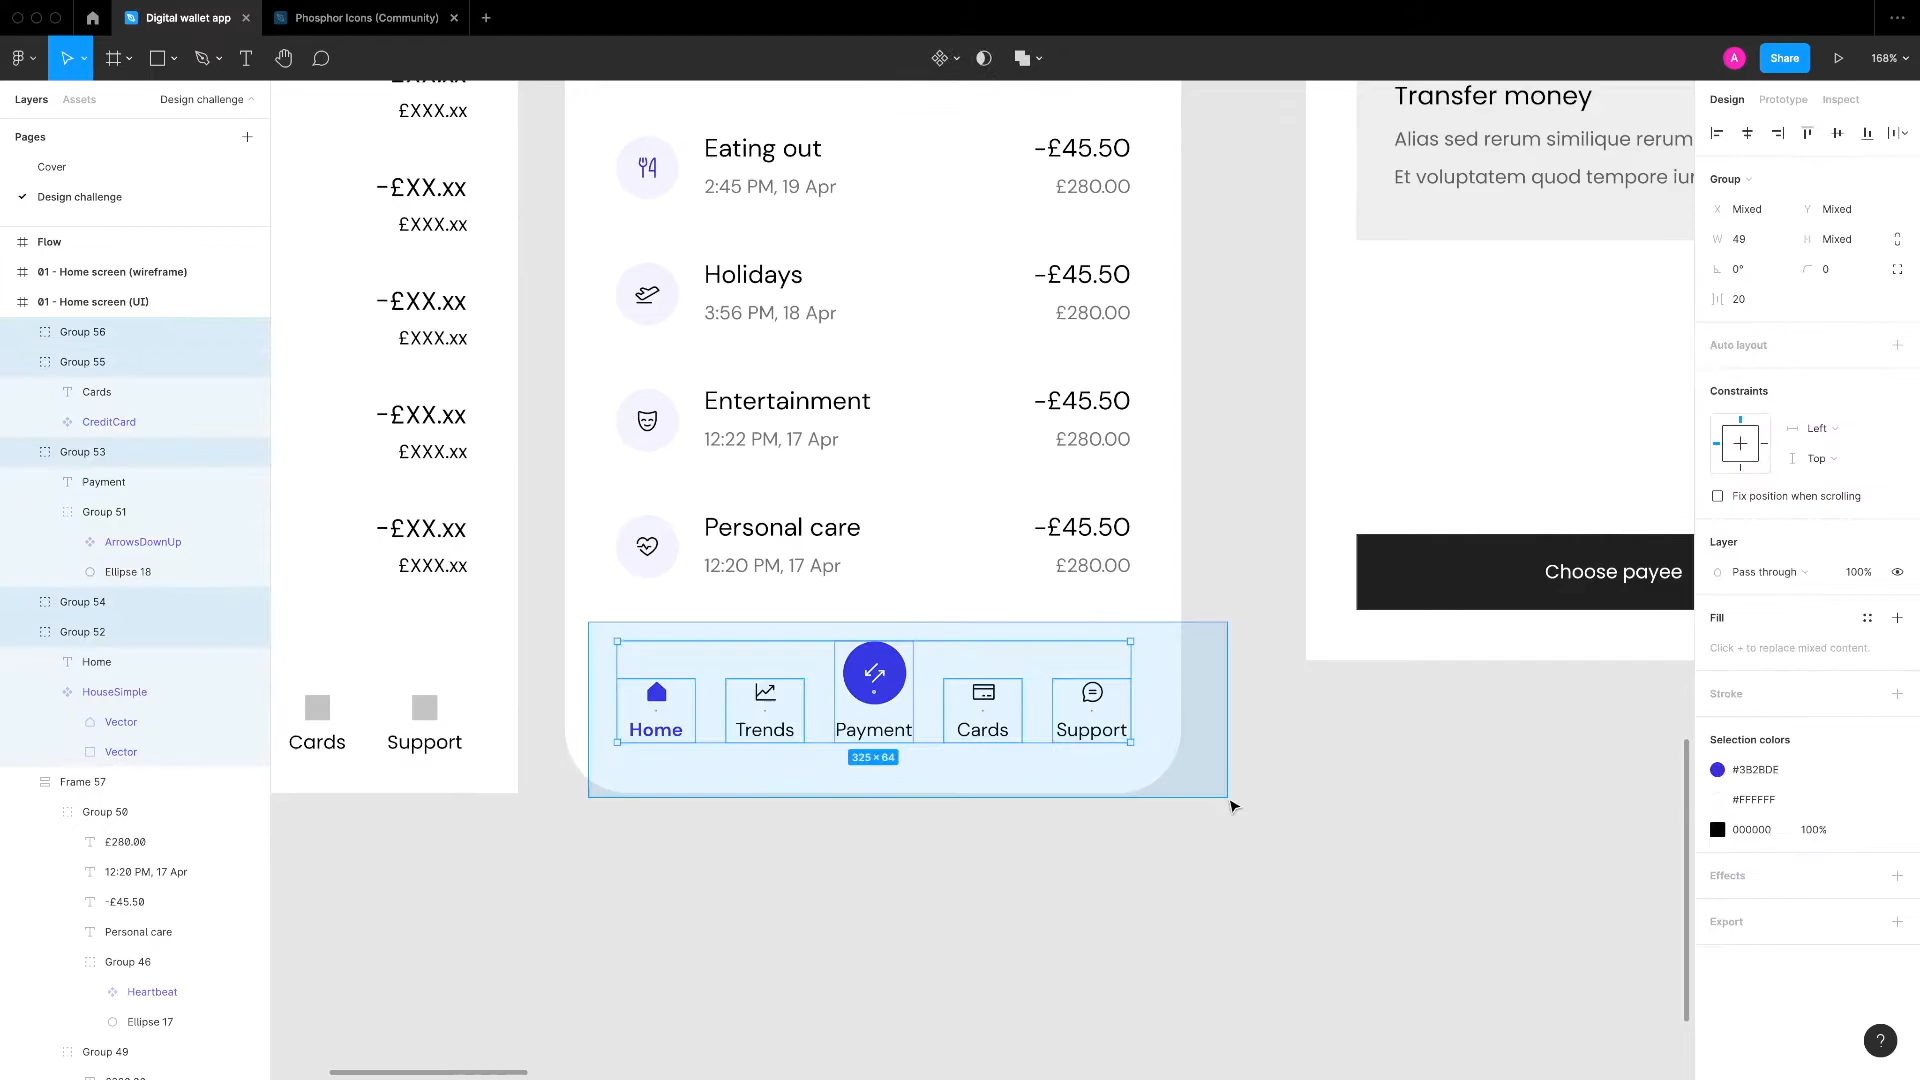 Digital wallet app
Phosphor Icons (Community)
A
Share
168%
Layers
Assets
Design challenge
Pages
Cover
Design challenge
Flow
01 - Home screen (wireframe)
01 - Home screen (UI)
Group 56
Group 55
Cards
CreditCard
Group 53
Payment
Group 51
ArrowsDownUp
Ellipse 18
Group 54
Group 52
Home
HouseSimple
Vector
Vector
Frame 57
Group 50
£280.00
12:20 PM, 17 Apr
-£45.50
Personal care
Group 46
Heartbeat
Ellipse 17
Group 49
£XXX.xx
-£XX.xx
£XXX.xx
-£XX.xx
£XXX.xx
-£XX.xx
£XXX.xx
-£XX.xx
£XXX.xx
Cards
Support
Eating out
-£45.50
2:45 PM, 19 Apr
£280.00
Holidays
-£45.50
3:56 PM, 18 Apr
£280.00
Entertainment
-£45.50
12:22 PM, 17 Apr
£280.00
Personal care
-£45.50
12:20 PM, 17 Apr
£280.00
Home
Trends
Payment
Cards
Support
325 × 64
Transfer money
Alias sed rerum similique rerum
Et voluptatem quod tempore iur
Choose payee
Design
Prototype
Inspect
Group
X Mixed
Y Mixed
W 49
H Mixed
0°
0
20
Auto layout
Constraints
Left
Top
Fix position when scrolling
Layer
Pass through
100%
Fill
Click + to replace mixed content.
Stroke
Selection colors
#3B2BDE
#FFFFFF
000000
100%
Effects
Export
?